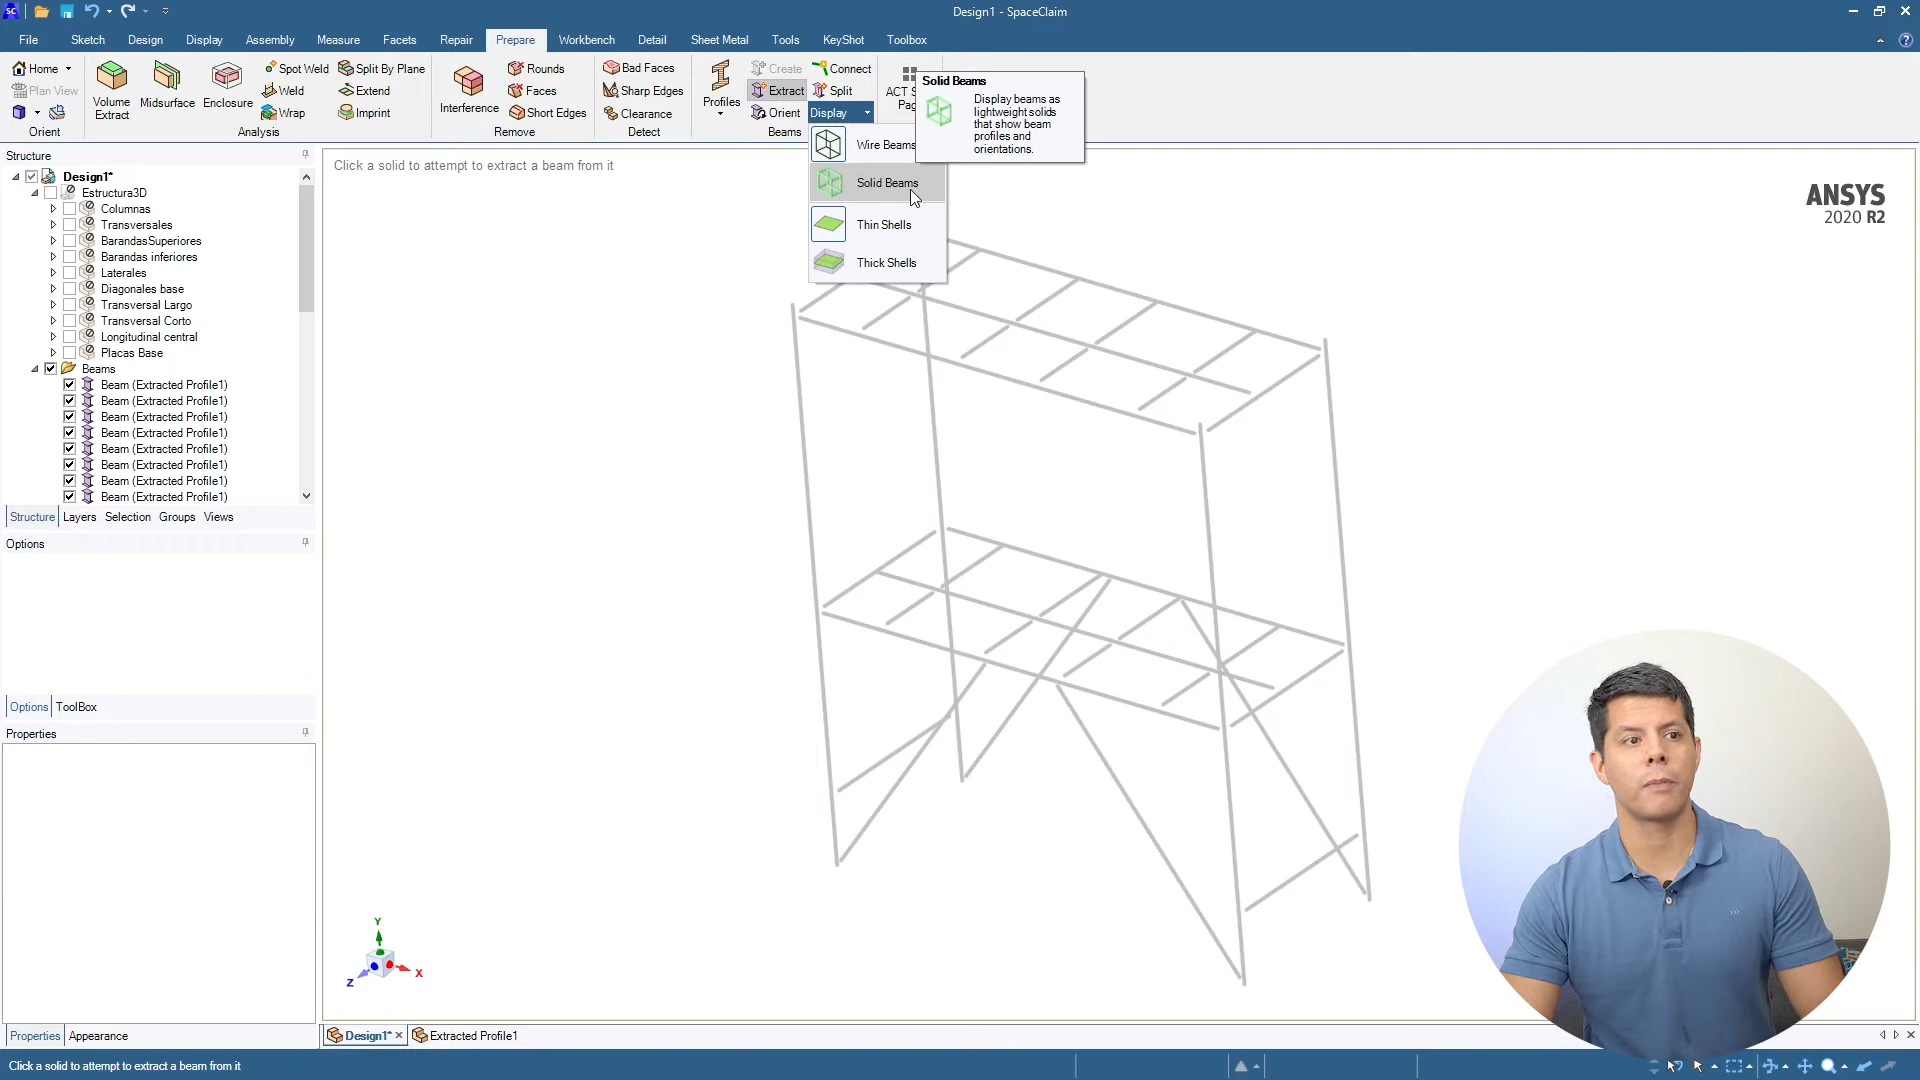 SC
Design1 - SpaceClaim
File Sketch Design Display Assembly Measure Facets Repair Prepare Workbench Detail Sheet Metal Tools KeyShot Toolbox
Home
Plan View
Orient
Volume Extract
Midsurface
Enclosure
Spot Weld
Weld
Wrap
Split By Plane
Extend
Imprint
Analysis
Interference
Rounds
Faces
Short Edges
Remove
Bad Faces
Sharp Edges
Clearance
Detect
Profiles
Create
Extract
Orient
Connect
Split
Display
Beams
Wire Beams
Solid Beams
Thin Shells
Thick Shells
Solid Beams
Display beams as
lightweight solids
that show beam
profiles and
orientations.
Structure
Design1*
Estructura3D
Columnas
Transversales
BarandasSuperiores
Barandas inferiores
Laterales
Diagonales base
Transversal Largo
Transversal Corto
Longitudinal central
Placas Base
Beams
Beam (Extracted Profile1)
Beam (Extracted Profile1)
Beam (Extracted Profile1)
Beam (Extracted Profile1)
Beam (Extracted Profile1)
Beam (Extracted Profile1)
Beam (Extracted Profile1)
Beam (Extracted Profile1)
Structure Layers Selection Groups Views
Options
Options ToolBox
Properties
Properties Appearance
Click a solid to attempt to extract a beam from it
ANSYS
2020 R2
Y
X
Z
Design1* Extracted Profile1
Click a solid to attempt to extract a beam from it